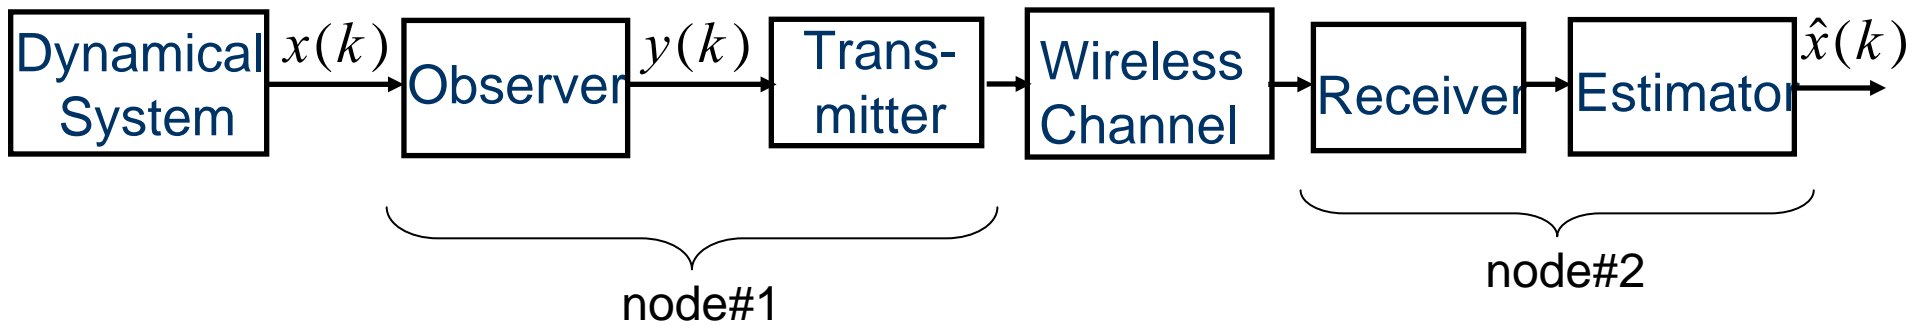 Dynamical
System
x(k)
Observer
y(k)
Trans-
mitter
Wireless
Channel
Receiver
Estimator
x̂(k)
node#1
node#2